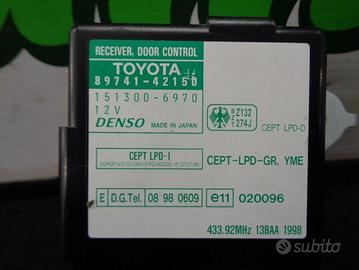 RECEIVER, DOOR CONTROL
TOYOTA
89741-42150
151300-6970
12V
DENSO MADE IN JAPAN
Z132
274J
CEPT LPD-D
CEPT LPD-I
CEPT-LPD-GR. YME
E D.G.Tel. 08 98 0609
e11 020096
433.92MHz 13BAA 1998
subito